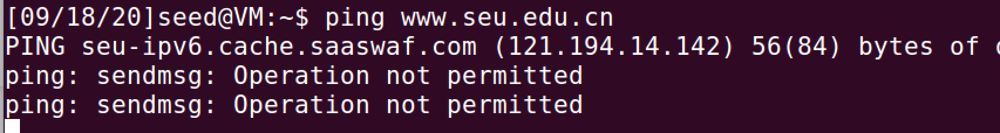 [09/18/20]seed@VM:~$ ping www.seu.edu.cn
PING seu-ipv6.cache.saaswaf.com (121.194.14.142) 56(84) bytes of
ping: sendmsg: Operation not permitted
ping: sendmsg: Operation not permitted